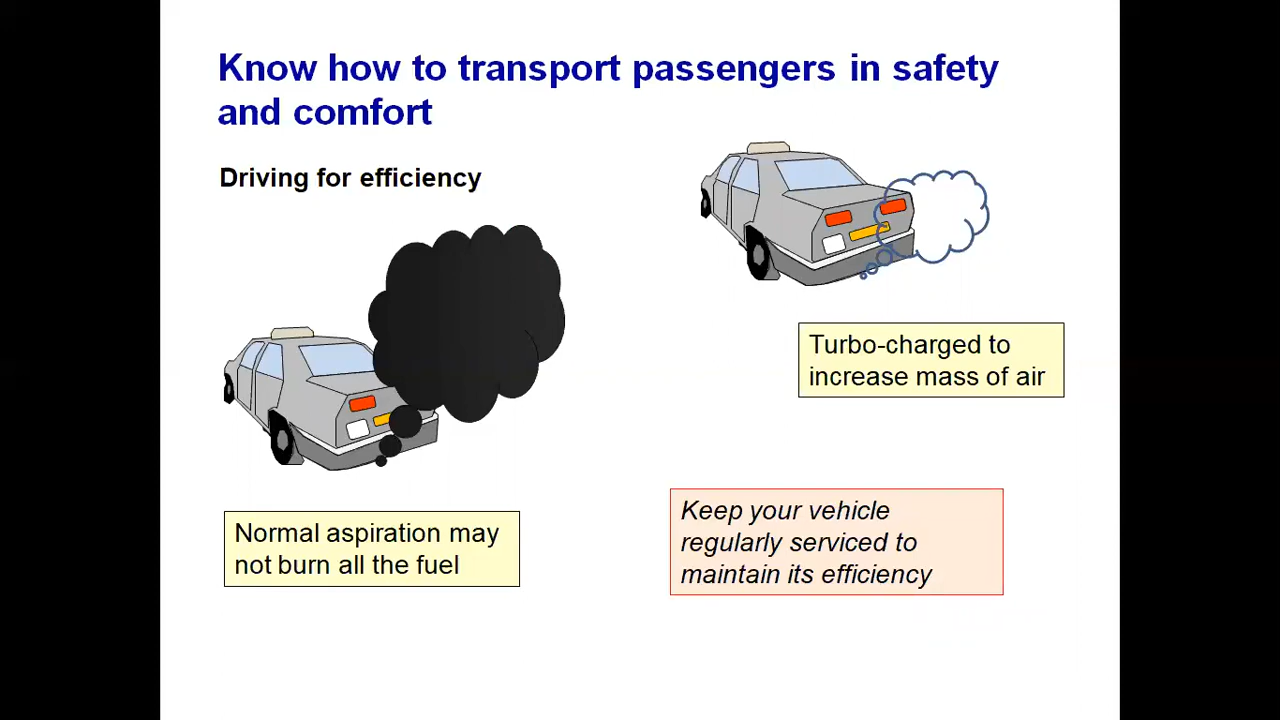 Know how to transport passengers in safety
and comfort
Driving for efficiency
Turbo-charged to
increase mass of air
Normal aspiration may
not burn all the fuel
Keep your vehicle
regularly serviced to
maintain its efficiency